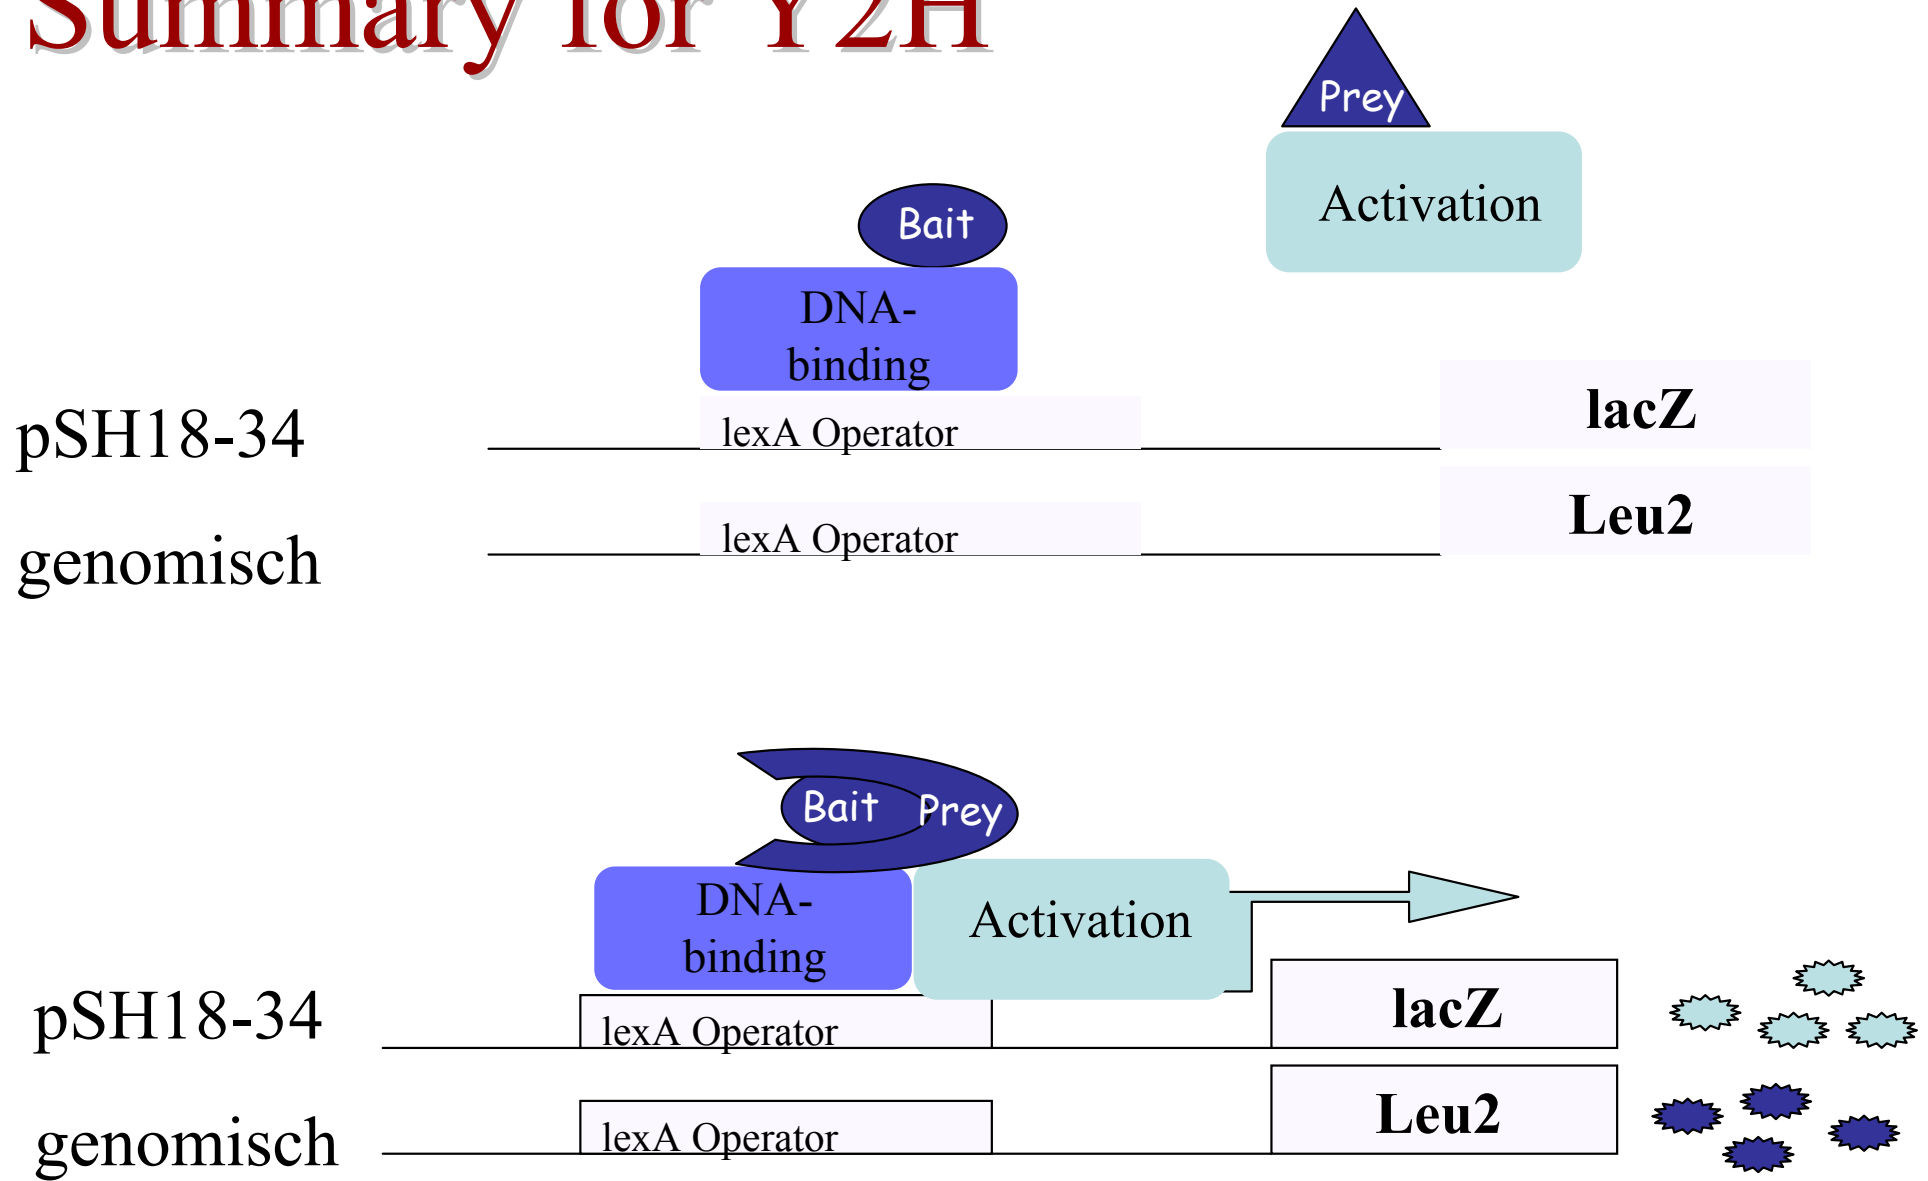 Summary for Y2H
Prey
Activation
Bait
DNA-
binding
pSH18-34
lexA Operator
lacZ
genomisch
lexA Operator
Leu2
Bait Prey
DNA-
binding
Activation
pSH18-34
lexA Operator
lacZ
genomisch
lexA Operator
Leu2